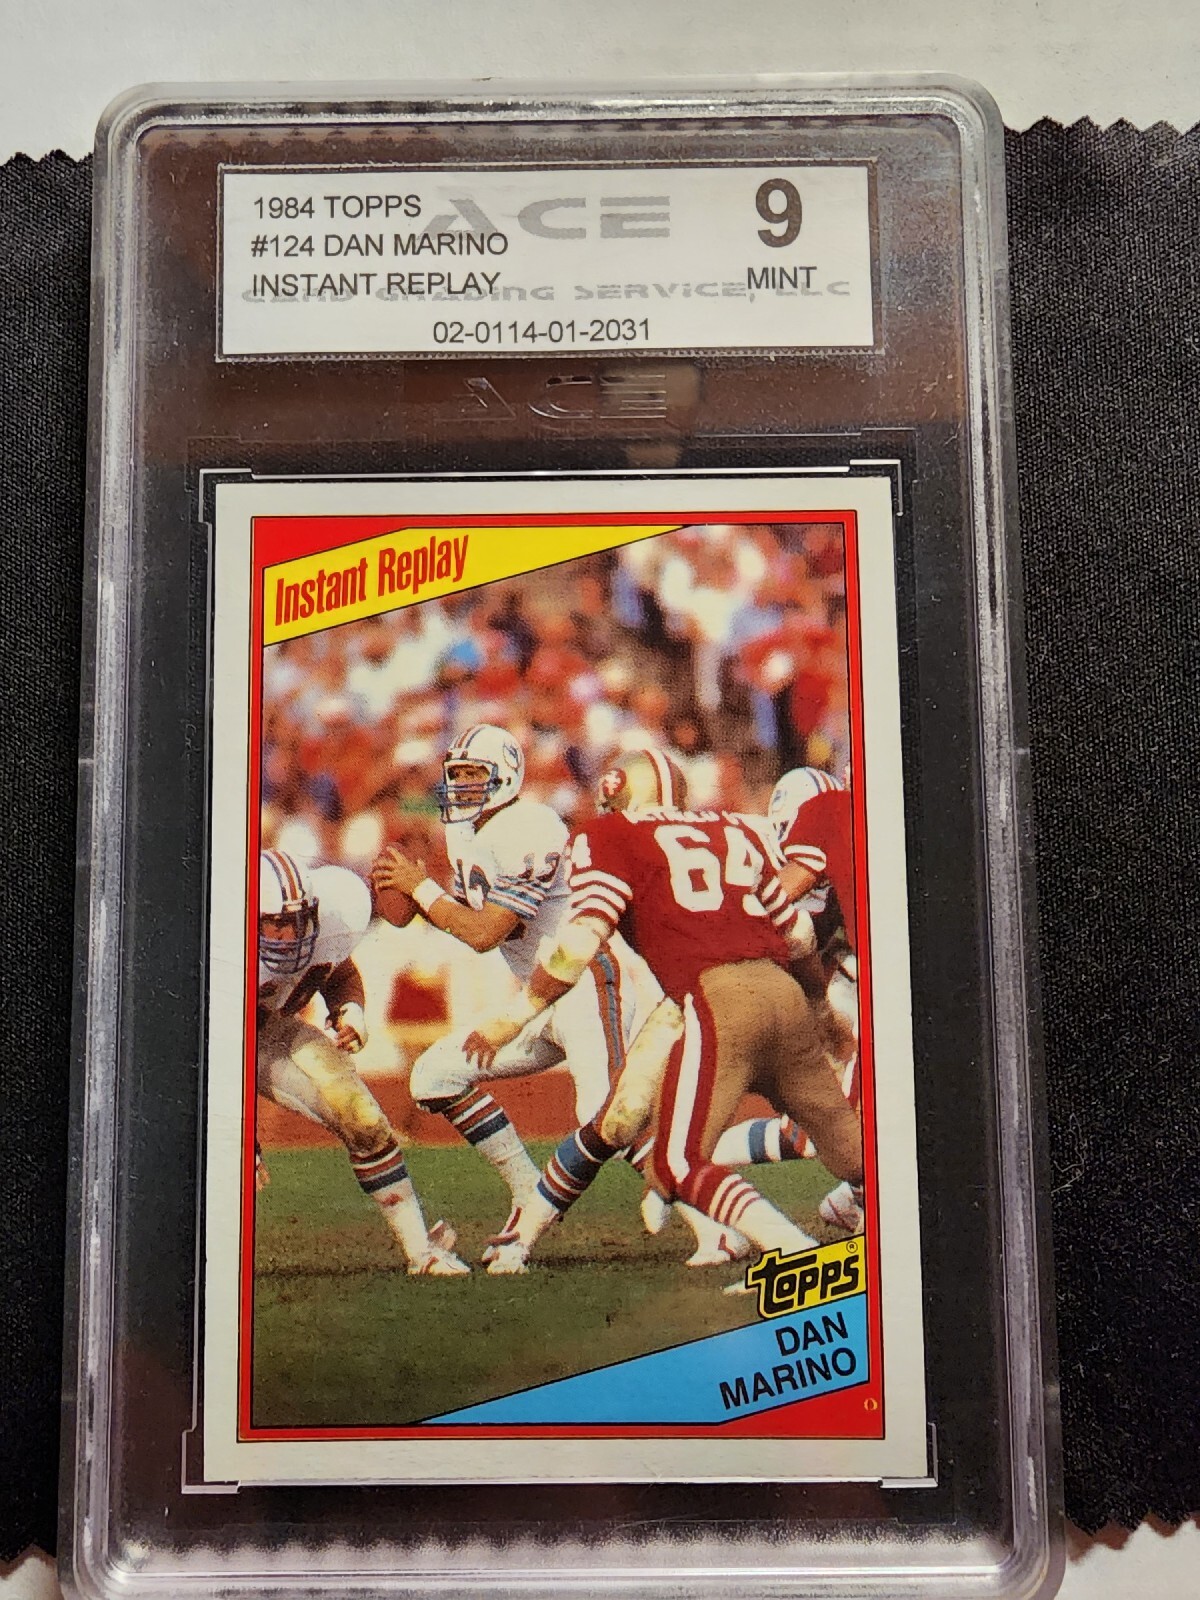 ACE
1984 TOPPS
#124 DAN MARINO
INSTANT REPLAY
9
MINT
CARD GRADING SERVICE, LLC
02-0114-01-2031
ACE
Instant Replay
13
64
TOPPS®
DAN
MARINO